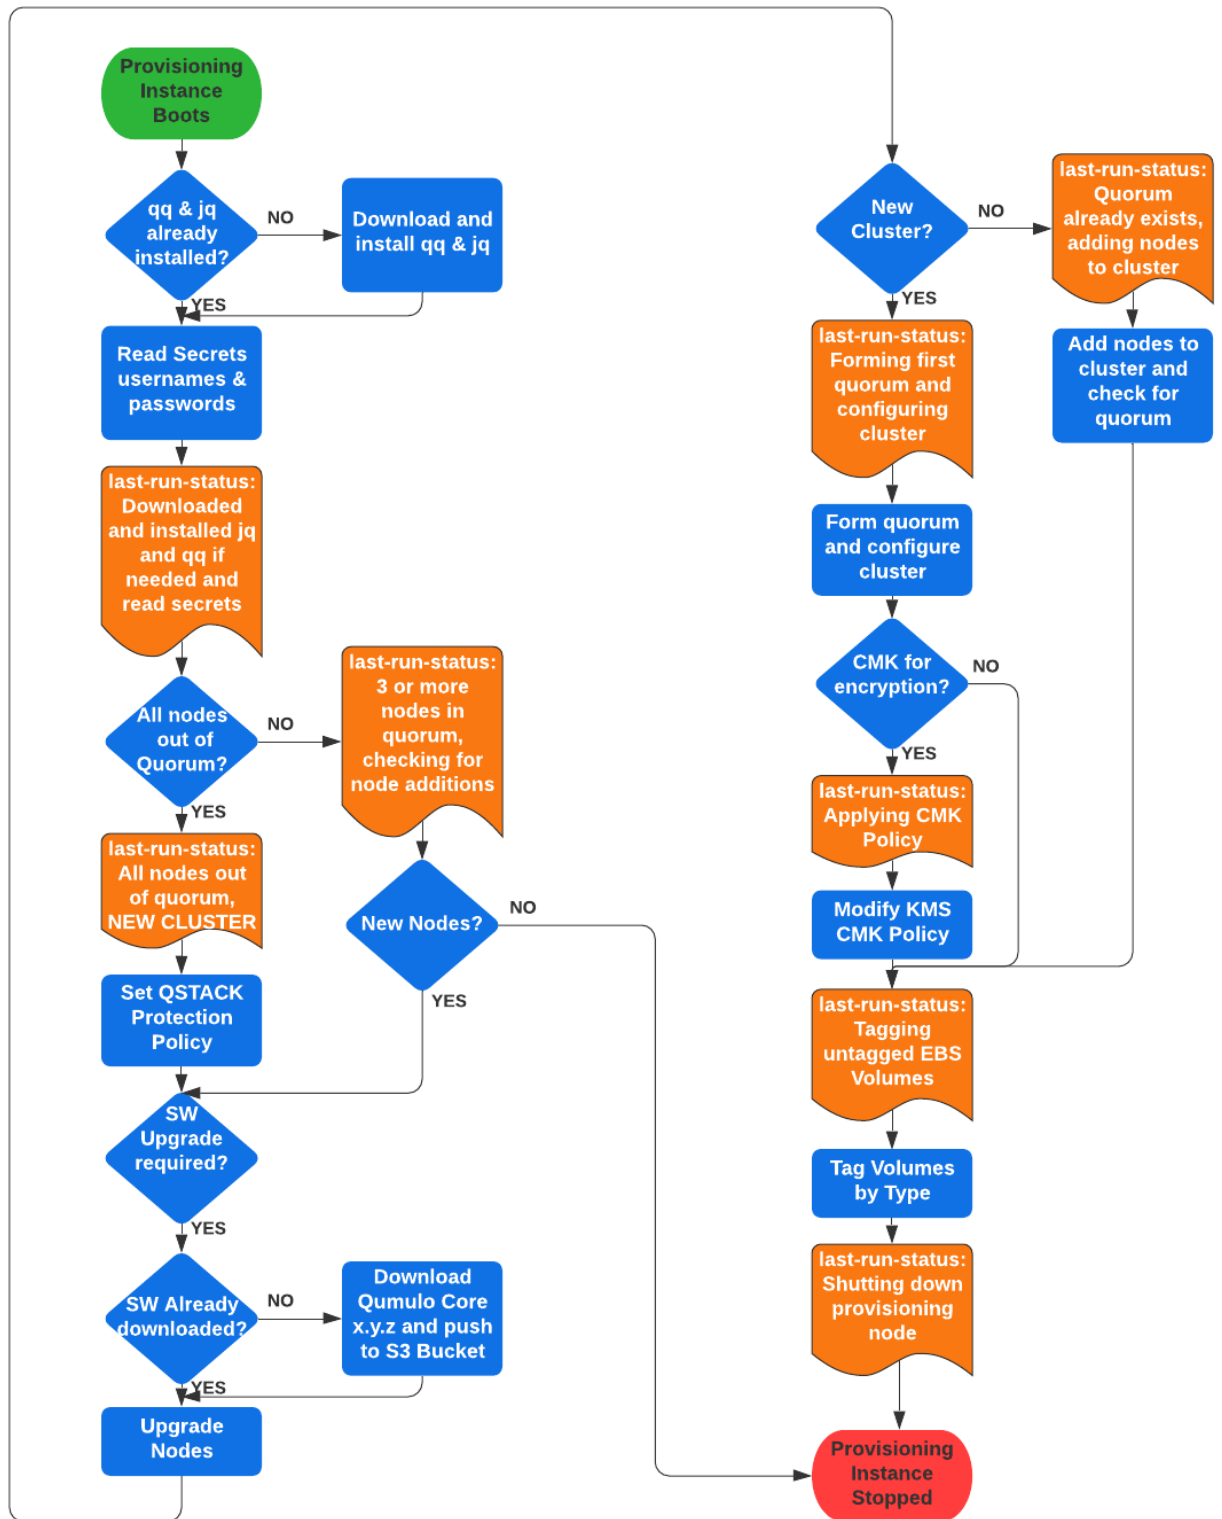 Provisioning
Instance
Boots
qq & jq
already
installed?
NO
Download and
install qq & jq
YES
Read Secrets
usernames &
passwords
last-run-status:
Downloaded
and installed jq
and qq if
needed and
read secrets
All nodes
out of
Quorum?
NO
last-run-status:
3 or more
nodes in
quorum,
checking for
node additions
YES
last-run-status:
All nodes out
of quorum,
NEW CLUSTER
New Nodes?
NO
YES
Set QSTACK
Protection
Policy
SW
Upgrade
required?
YES
SW Already
downloaded?
NO
Download
Qumulo Core
x.y.z and push
to S3 Bucket
YES
Upgrade
Nodes
New
Cluster?
NO
last-run-status:
Quorum
already exists,
adding nodes
to cluster
YES
last-run-status:
Forming first
quorum and
configuring
cluster
Add nodes to
cluster and
check for
quorum
Form quorum
and configure
cluster
CMK for
encryption?
NO
YES
last-run-status:
Applying CMK
Policy
Modify KMS
CMK Policy
last-run-status:
Tagging
untagged EBS
Volumes
Tag Volumes
by Type
last-run-status:
Shutting down
provisioning
node
Provisioning
Instance
Stopped